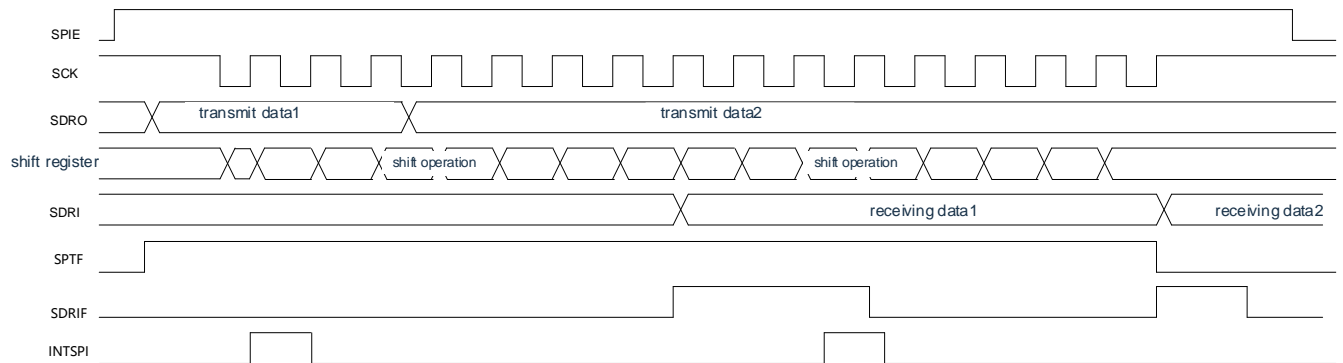 SPIE
SCK
SDRO transmit data1 transmit data2
shift register shift operation shift operation
SDRI receiving data1 receiving data2
SPTF
SDRIF
INTSPI